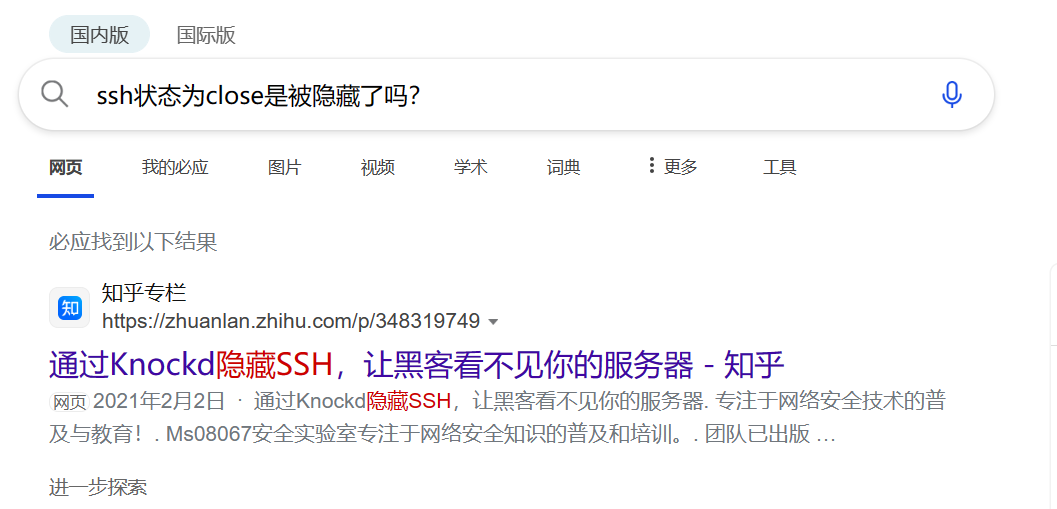 国内版 国际版
ssh状态为close是被隐藏了吗?
网页 我的必应 图片 视频 学术 词典 更多 工具
必应找到以下结果
知 知乎专栏
https://zhuanlan.zhihu.com/p/348319749
通过Knockd隐藏SSH，让黑客看不见你的服务器 - 知乎
网页 2021年2月2日 · 通过Knockd隐藏SSH，让黑客看不见你的服务器. 专注于网络安全技术的普
及与教育！. Ms08067安全实验室专注于网络安全知识的普及和培训。. 团队已出版 …
进一步探索